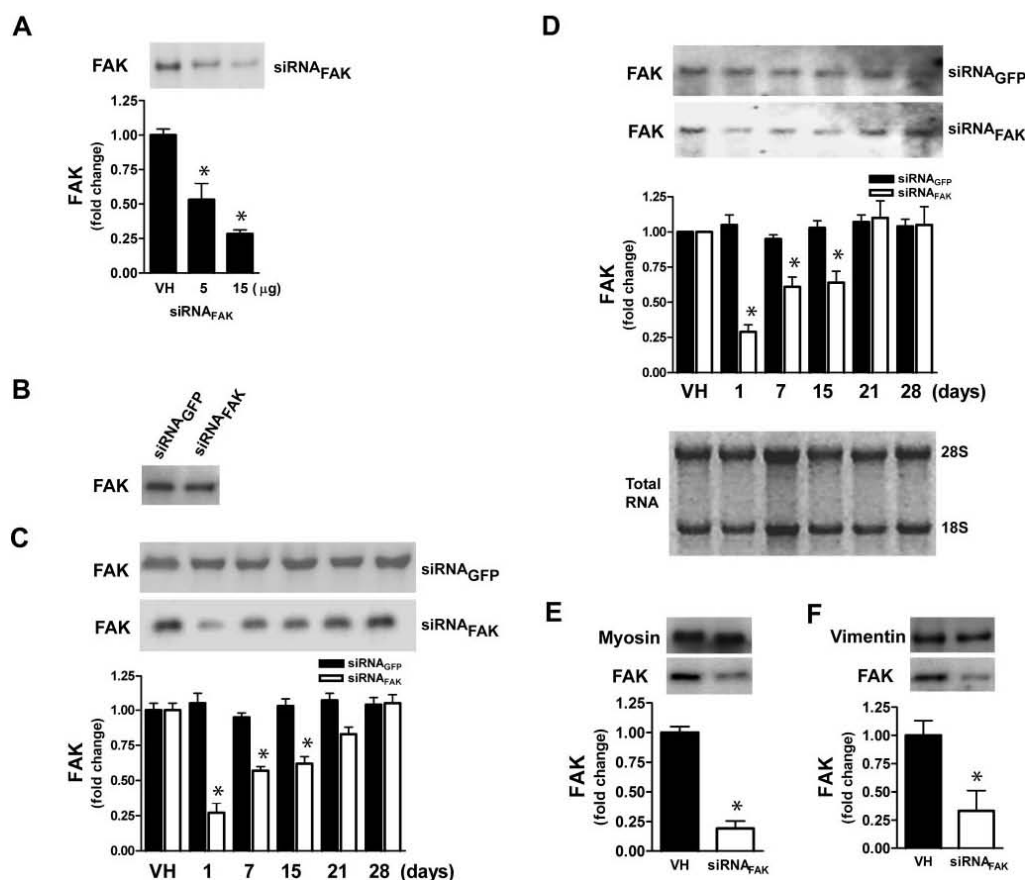 A
FAK siRNAFAK
1.25
1.00
0.75
0.50
0.25
0.00
FAK
(fold change)
*
*
VH 5 15 (μg)
siRNAFAK
B
siRNAGFP siRNAFAK
FAK
C
FAK siRNAGFP
FAK siRNAFAK
siRNAGFP
siRNAFAK
1.25
1.00
0.75
0.50
0.25
0.00
FAK
(fold change)
*
*
*
VH 1 7 15 21 28 (days)
D
FAK siRNAGFP
FAK siRNAFAK
siRNAGFP
siRNAFAK
1.25
1.00
0.75
0.50
0.25
0.00
FAK
(fold change)
*
*
*
VH 1 7 15 21 28 (days)
Total
RNA
28S
18S
E
Myosin
FAK
1.25
1.00
0.75
0.50
0.25
0.00
FAK
(fold change)
*
VH siRNAFAK
F
Vimentin
FAK
1.25
1.00
0.75
0.50
0.25
0.00
FAK
(fold change)
*
VH siRNAFAK